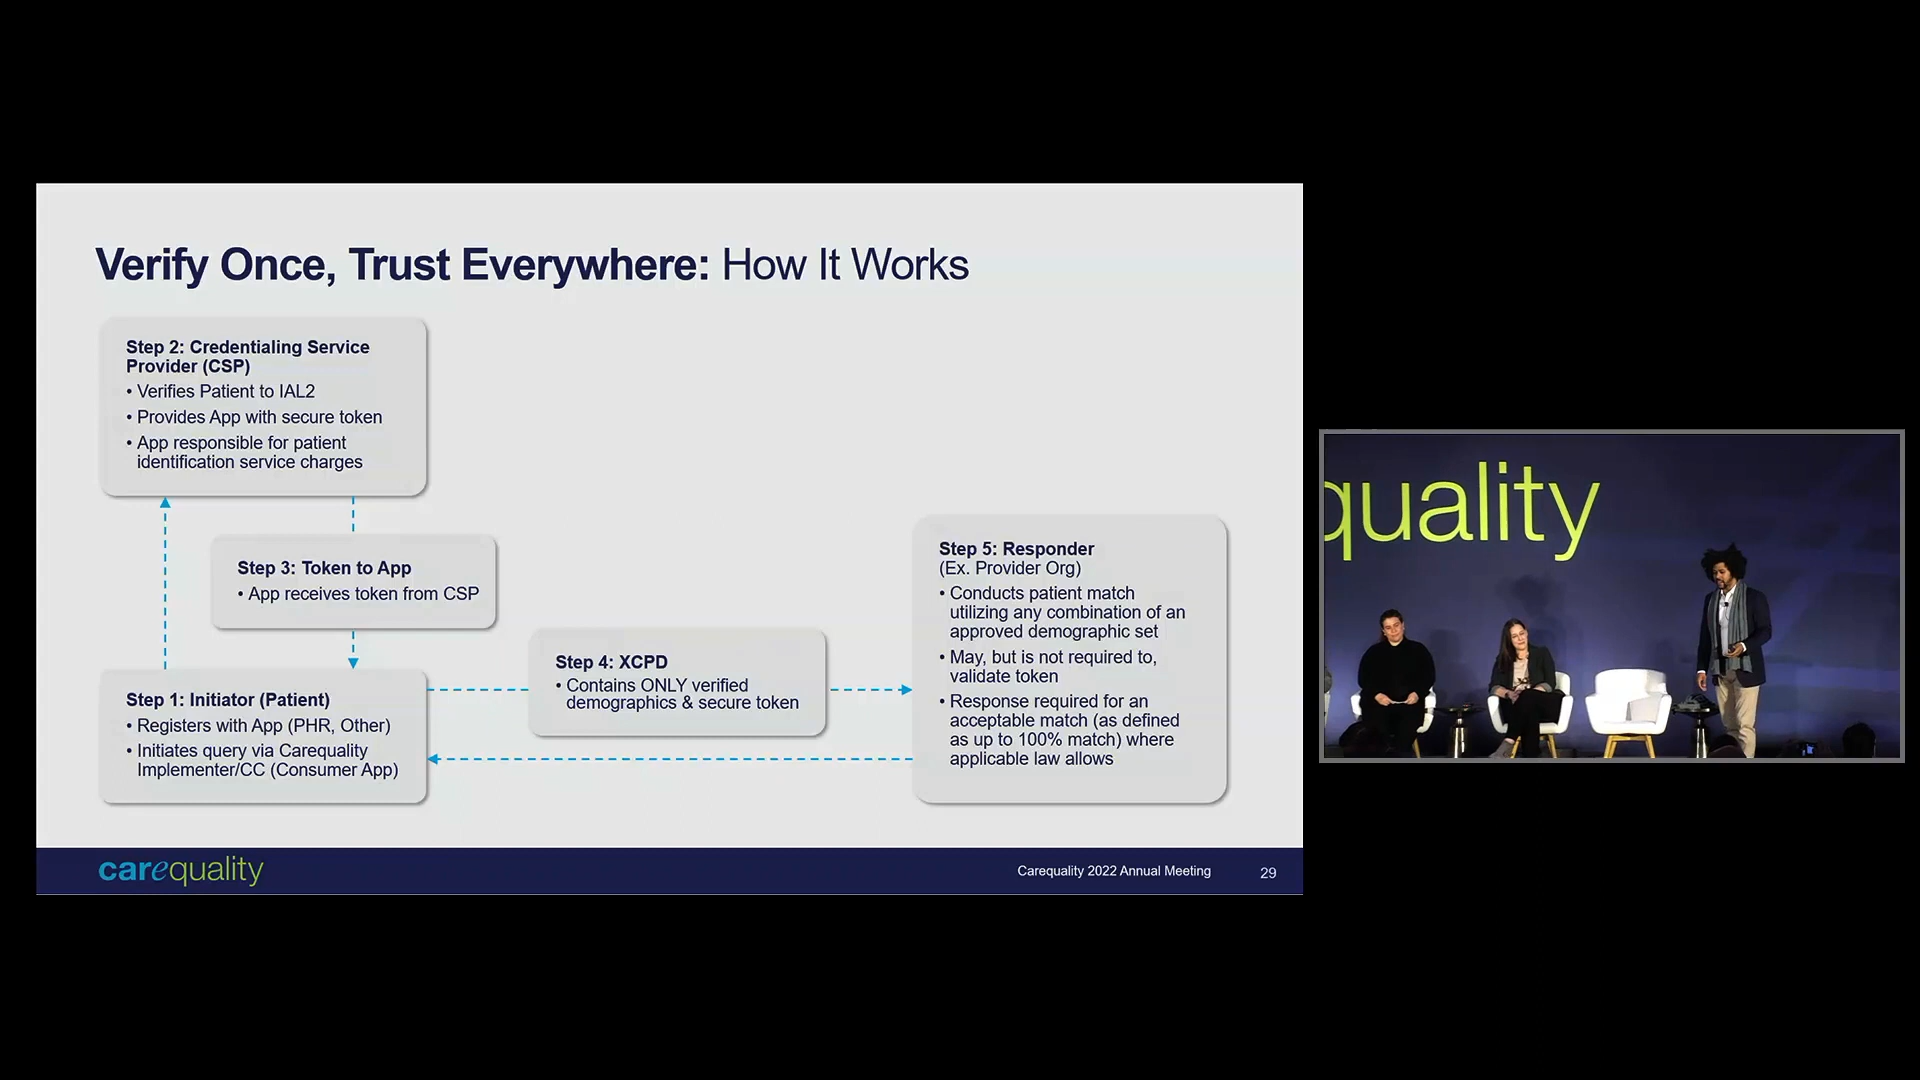 Verify Once, Trust Everywhere: How It Works
Step 2: Credentialing Service
Provider (CSP)
• Verifies Patient to IAL2
• Provides App with secure token
• App responsible for patient
identification service charges
Step 3: Token to App
• App receives token from CSP
Step 1: Initiator (Patient)
• Registers with App (PHR, Other)
• Initiates query via Carequality
Implementer/CC (Consumer App)
Step 4: XCPD
• Contains ONLY verified
demographics & secure token
Step 5: Responder
(Ex. Provider Org)
• Conducts patient match
utilizing any combination of an
approved demographic set
• May, but is not required to,
validate token
• Response required for an
acceptable match (as defined
as up to 100% match) where
applicable law allows
carequality
Carequality 2022 Annual Meeting
29
quality